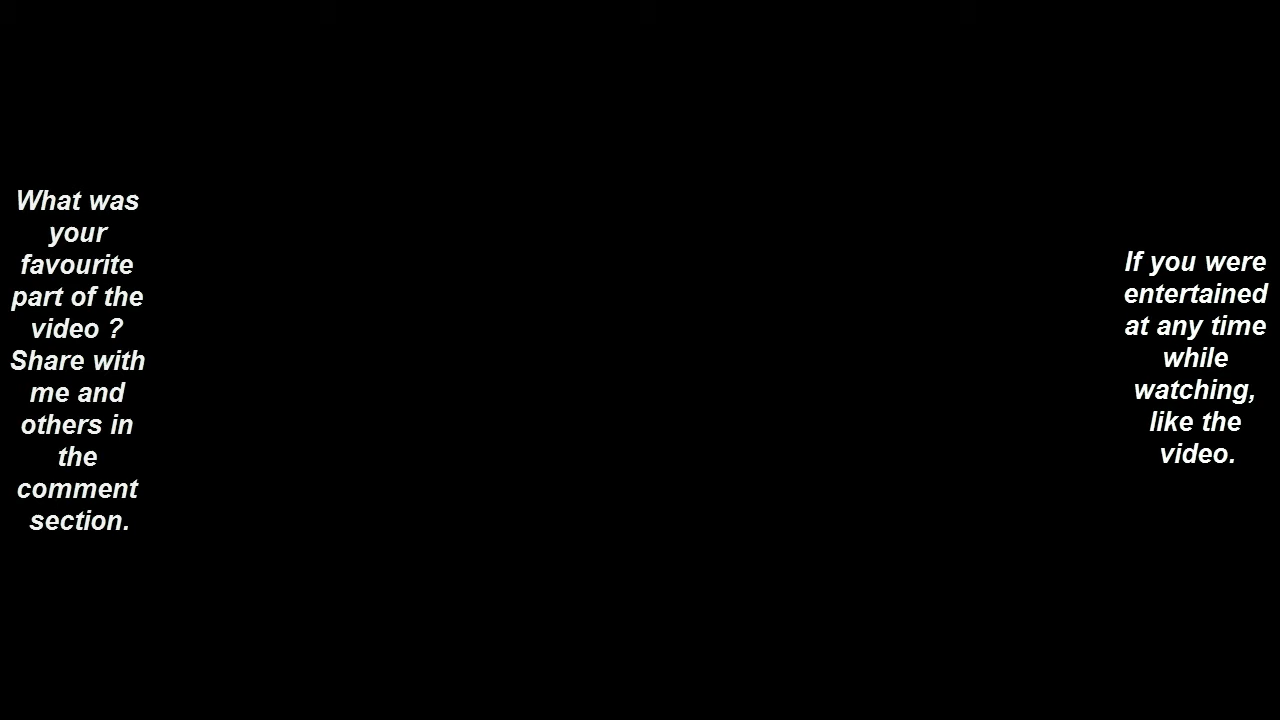 What was
your
favourite
part of the
video ?
Share with
me and
others in
the
comment
section.
If you were
entertained
at any time
while
watching,
like the
video.